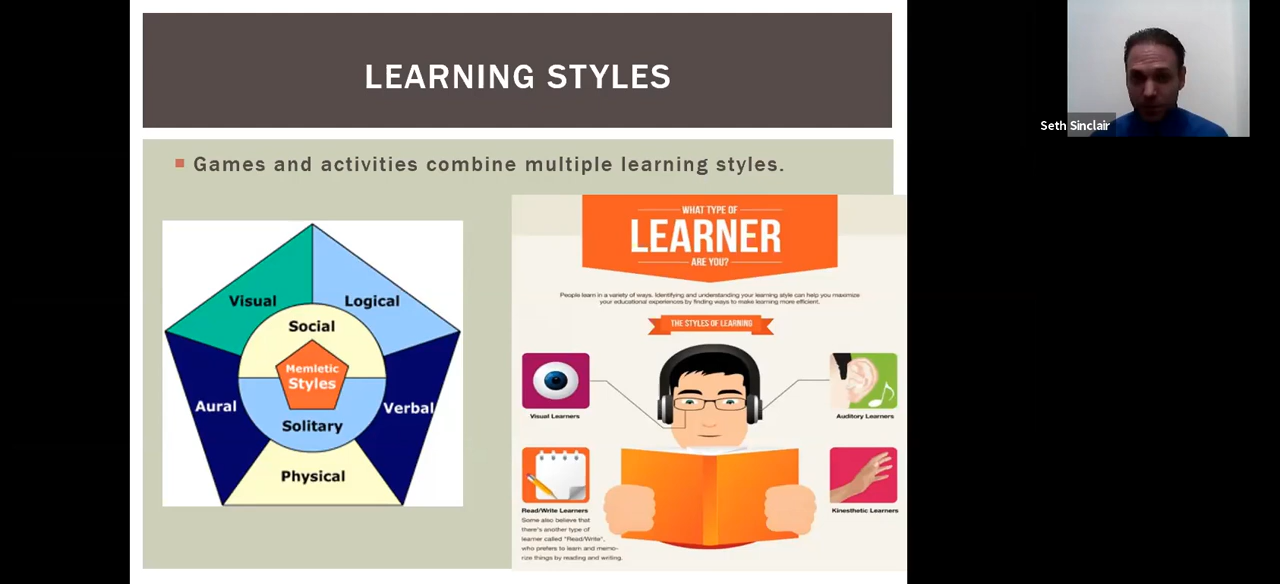 LEARNING STYLES
Seth Sinclair
Games and activities combine multiple learning styles.
Visual
Logical
Social
Memletic
Styles
Aural
Verbal
Solitary
Physical
WHAT TYPE OF
LEARNER
ARE YOU?
People learn in a variety of ways. Identifying and understanding your learning style can help you maximize
your educational experiences by finding ways to make learning more efficient.
THE STYLES OF LEARNING
Visual Learners
Auditory Learners
Read/Write Learners
Some also believe that
there's another type of
learner called "Read/Write",
who prefers to learn and memo-
rize things by reading and writing.
Kinesthetic Learners